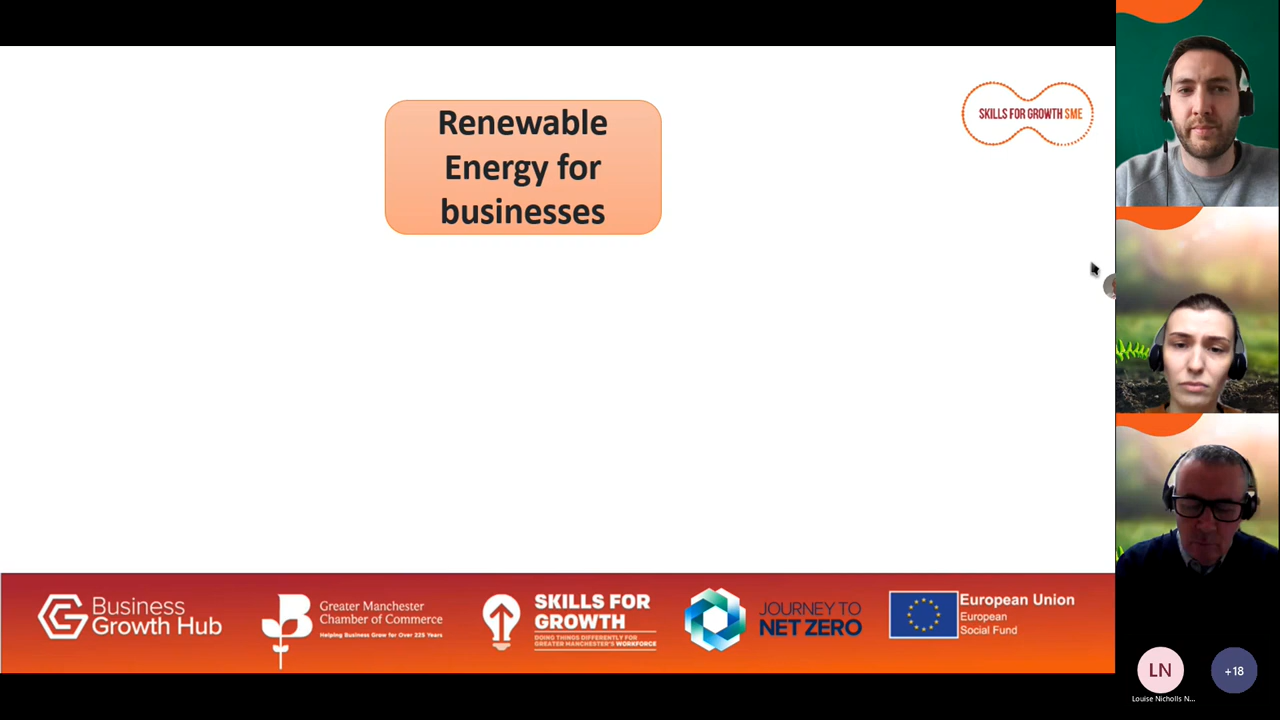 Renewable
Energy for
businesses
SKILLS FOR GROWTH SME
Business
Growth Hub
Greater Manchester
Chamber of Commerce
Helping Business Grow for Over 225 Years
SKILLS FOR
GROWTH
DOING THINGS DIFFERENTLY FOR
GREATER MANCHESTER'S WORKFORCE
JOURNEY TO
NET ZERO
European Union
European
Social Fund
LN
+18
Louise Nicholls N...